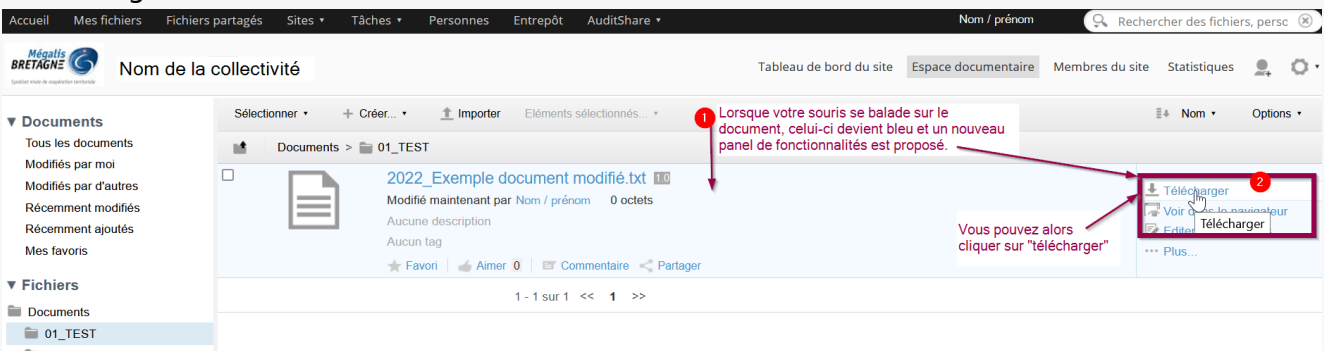 Accueil Mes fichiers Fichiers partagés Sites Tâches Personnes Entrepôt AuditShare Nom / prénom Rechercher des fichiers, persc
Mégalis
BRETAGNE
Nom de la collectivité
Tableau de bord du site Espace documentaire Membres du site Statistiques
Documents
Tous les documents
Modifiés par moi
Modifiés par d'autres
Récemment modifiés
Récemment ajoutés
Mes favoris
Fichiers
Documents
01_TEST
Sélectionner + Créer... Importer Eléments sélectionnés... Nom Options
1 Lorsque votre souris se balade sur le
document, celui-ci devient bleu et un nouveau
panel de fonctionnalités est proposé.
Documents > 01_TEST
2022_Exemple document modifié.txt 1.0
Modifié maintenant par Nom / prénom 0 octets
Aucune description
Aucun tag
Favori Aimer 0 Commentaire Partager
Vous pouvez alors
cliquer sur "télécharger"
2
Télécharger
Voir dans le navigateur
Télécharger
Editer
... Plus...
1 - 1 sur 1 << 1 >>